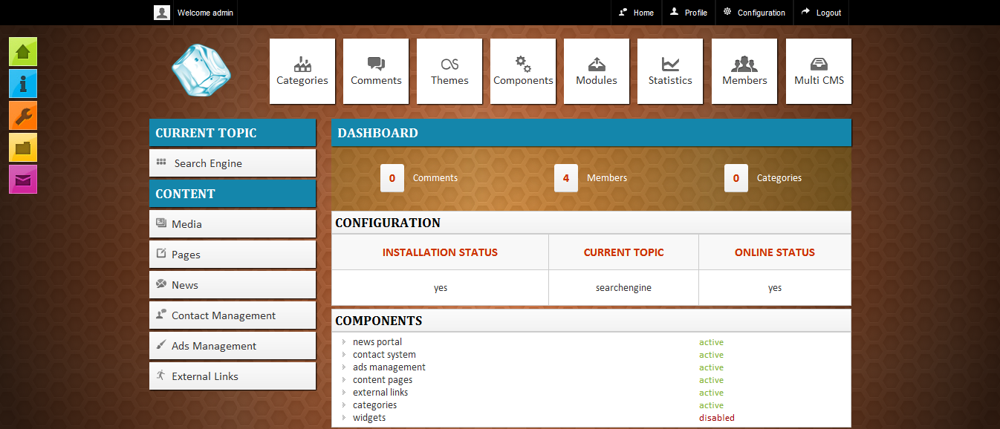 Welcome admin
Home Profile Configuration Logout
Categories Comments Themes Components Modules Statistics Members Multi CMS
CURRENT TOPIC
Search Engine
CONTENT
Media
Pages
News
Contact Management
Ads Management
External Links
DASHBOARD
0 Comments 4 Members 0 Categories
CONFIGURATION
INSTALLATION STATUS CURRENT TOPIC ONLINE STATUS
yes searchengine yes
COMPONENTS
news portal active
contact system active
ads management active
content pages active
external links active
categories active
widgets disabled